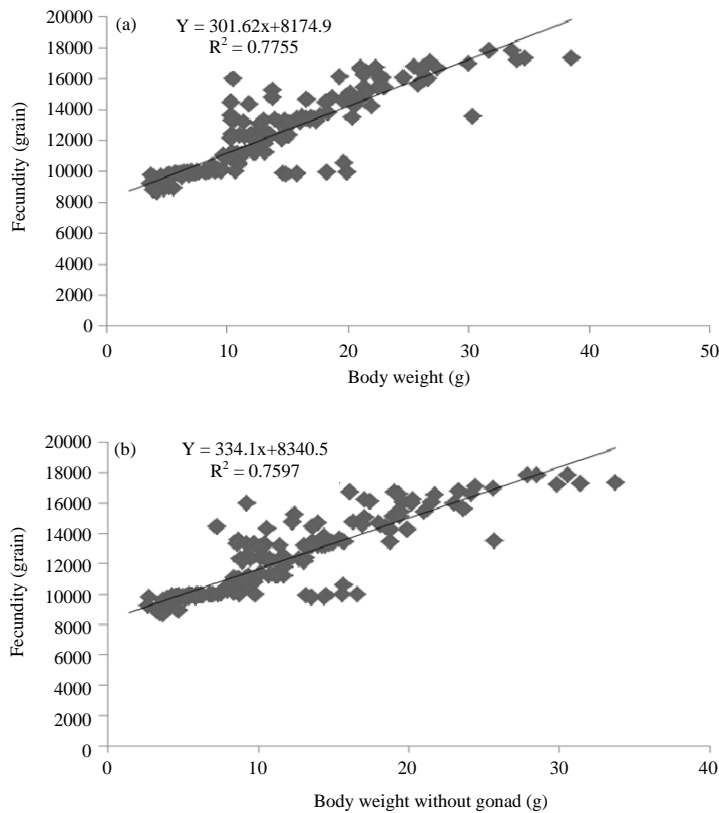 (a)
Y = 301.62x+8174.9
R² = 0.7755
20000
18000
16000
14000
12000
10000
8000
6000
4000
2000
0
Fecundity (grain)
0 10 20 30 40 50
Body weight (g)
(b)
Y = 334.1x+8340.5
R² = 0.7597
20000
18000
16000
14000
12000
10000
8000
6000
4000
2000
0
Fecundity (grain)
0 10 20 30 40
Body weight without gonad (g)